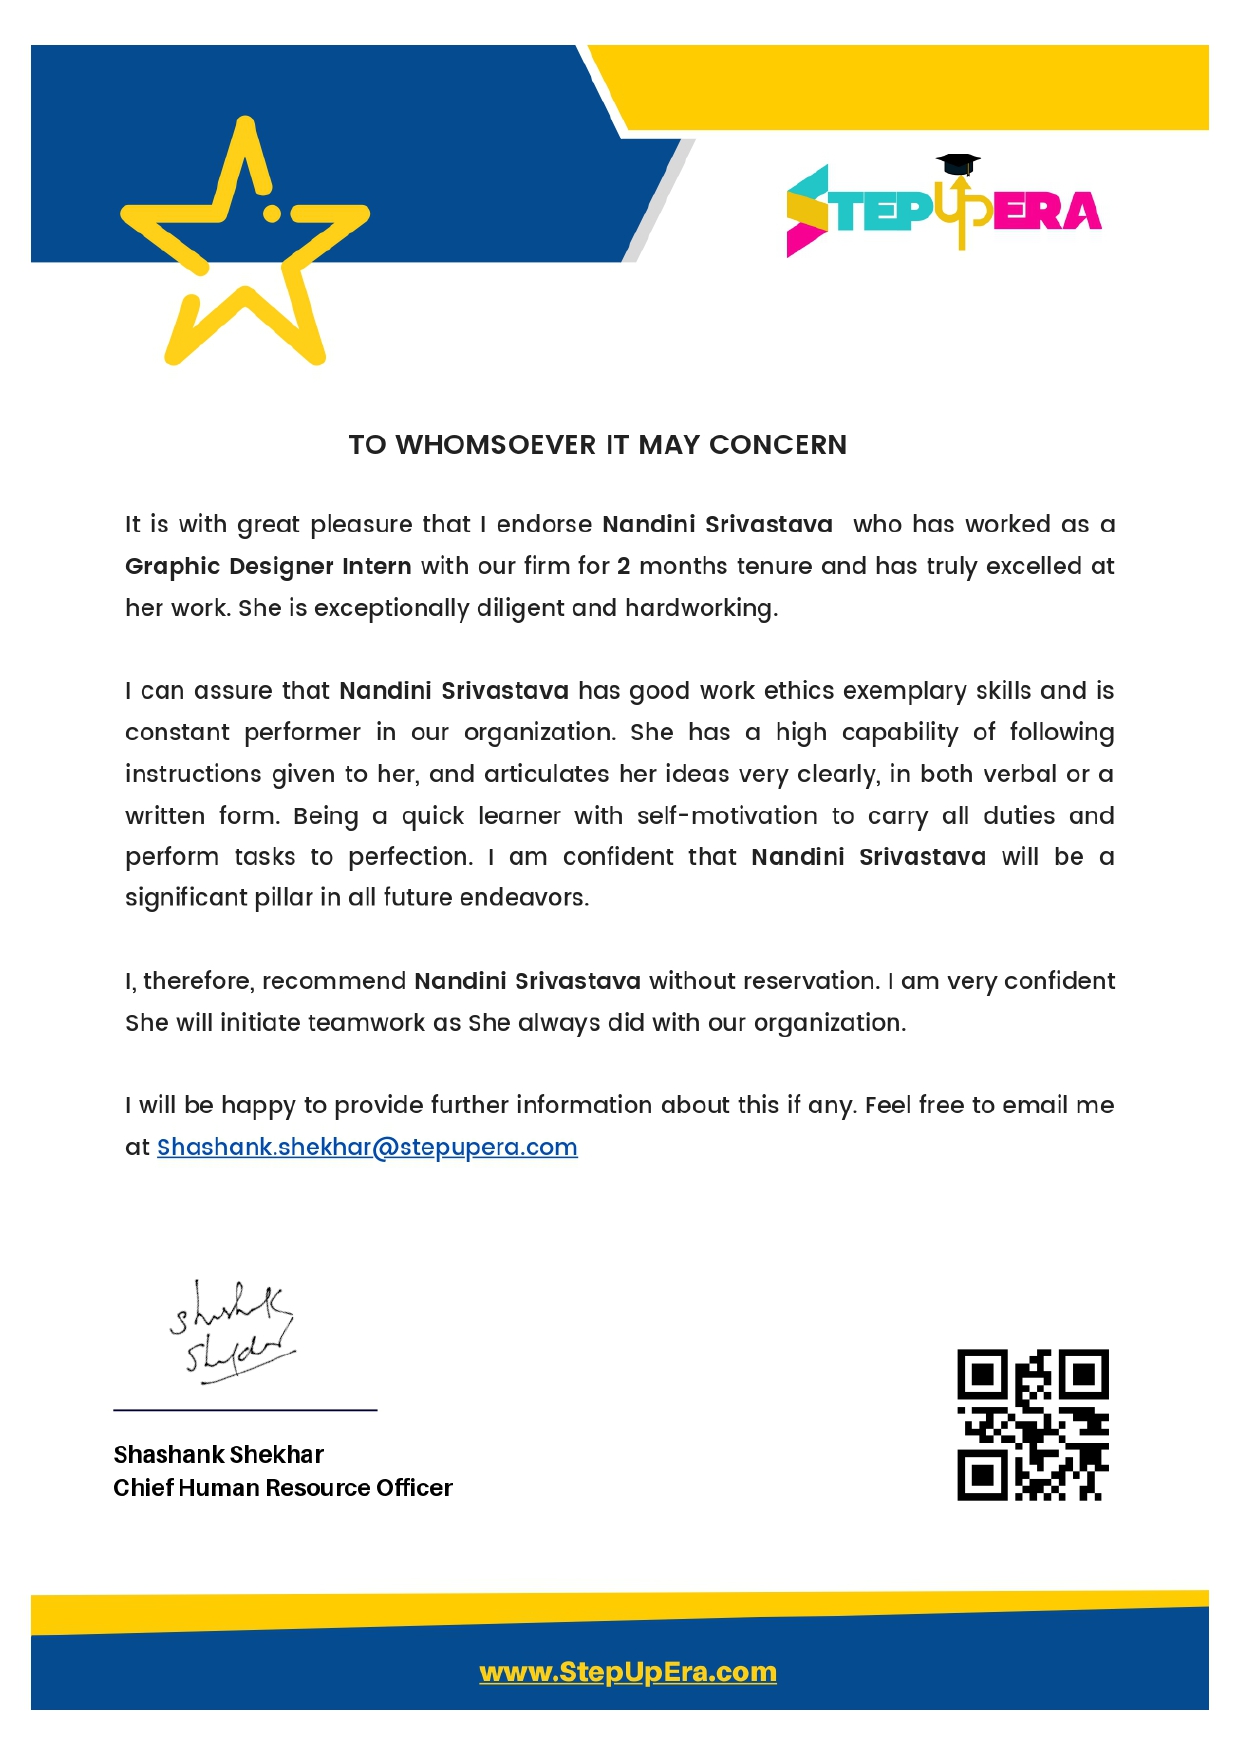 STEPUPERA
TO WHOMSOEVER IT MAY CONCERN
It is with great pleasure that I endorse Nandini Srivastava who has worked as a
Graphic Designer Intern with our firm for 2 months tenure and has truly excelled at
her work. She is exceptionally diligent and hardworking.
I can assure that Nandini Srivastava has good work ethics exemplary skills and is
constant performer in our organization. She has a high capability of following
instructions given to her, and articulates her ideas very clearly, in both verbal or a
written form. Being a quick learner with self-motivation to carry all duties and
perform tasks to perfection. I am confident that Nandini Srivastava will be a
significant pillar in all future endeavors.
I, therefore, recommend Nandini Srivastava without reservation. I am very confident
She will initiate teamwork as She always did with our organization.
I will be happy to provide further information about this if any. Feel free to email me
at Shashank.shekhar@stepupera.com
Shashank Shekhar
Chief Human Resource Officer
www.StepUpEra.com